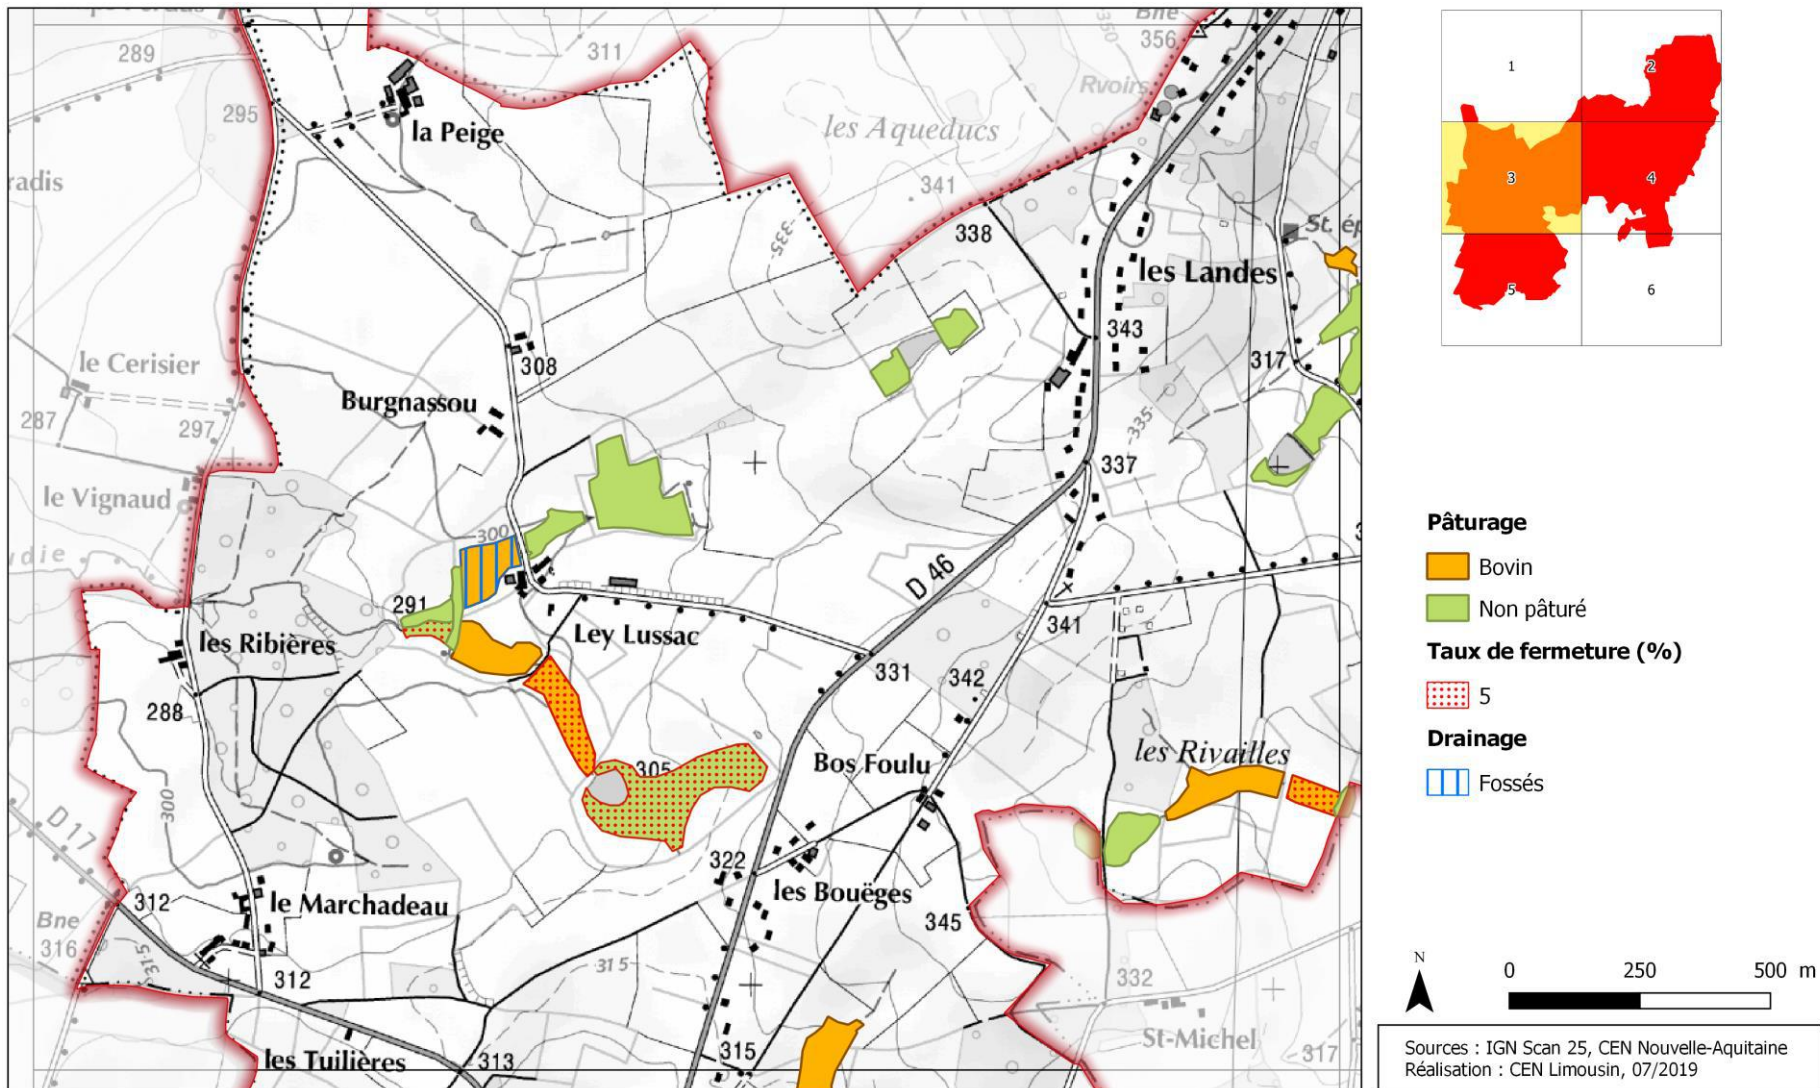 311
Bne
356
289
295
la Peige
Rvoirs
les Aqueducs
341
335
338
les Landes
343
317
308
le Cerisier
Burgnassou
287
297
le Vignaud
335
337
300
D 46
291
les Ribières
Ley Lussac
341
331
342
288
305
Bos Foulu
les Rivailles
300
D 17
322
les Bouëges
312
le Marchadeau
345
Bne
316
315
312
315
332
St-Michel
les Tuilières
313
315
317
1
2
3
4
5
6
Pâturage
Bovin
Non pâturé
Taux de fermeture (%)
5
Drainage
Fossés
N
0 250 500 m
Sources : IGN Scan 25, CEN Nouvelle-Aquitaine
Réalisation : CEN Limousin, 07/2019